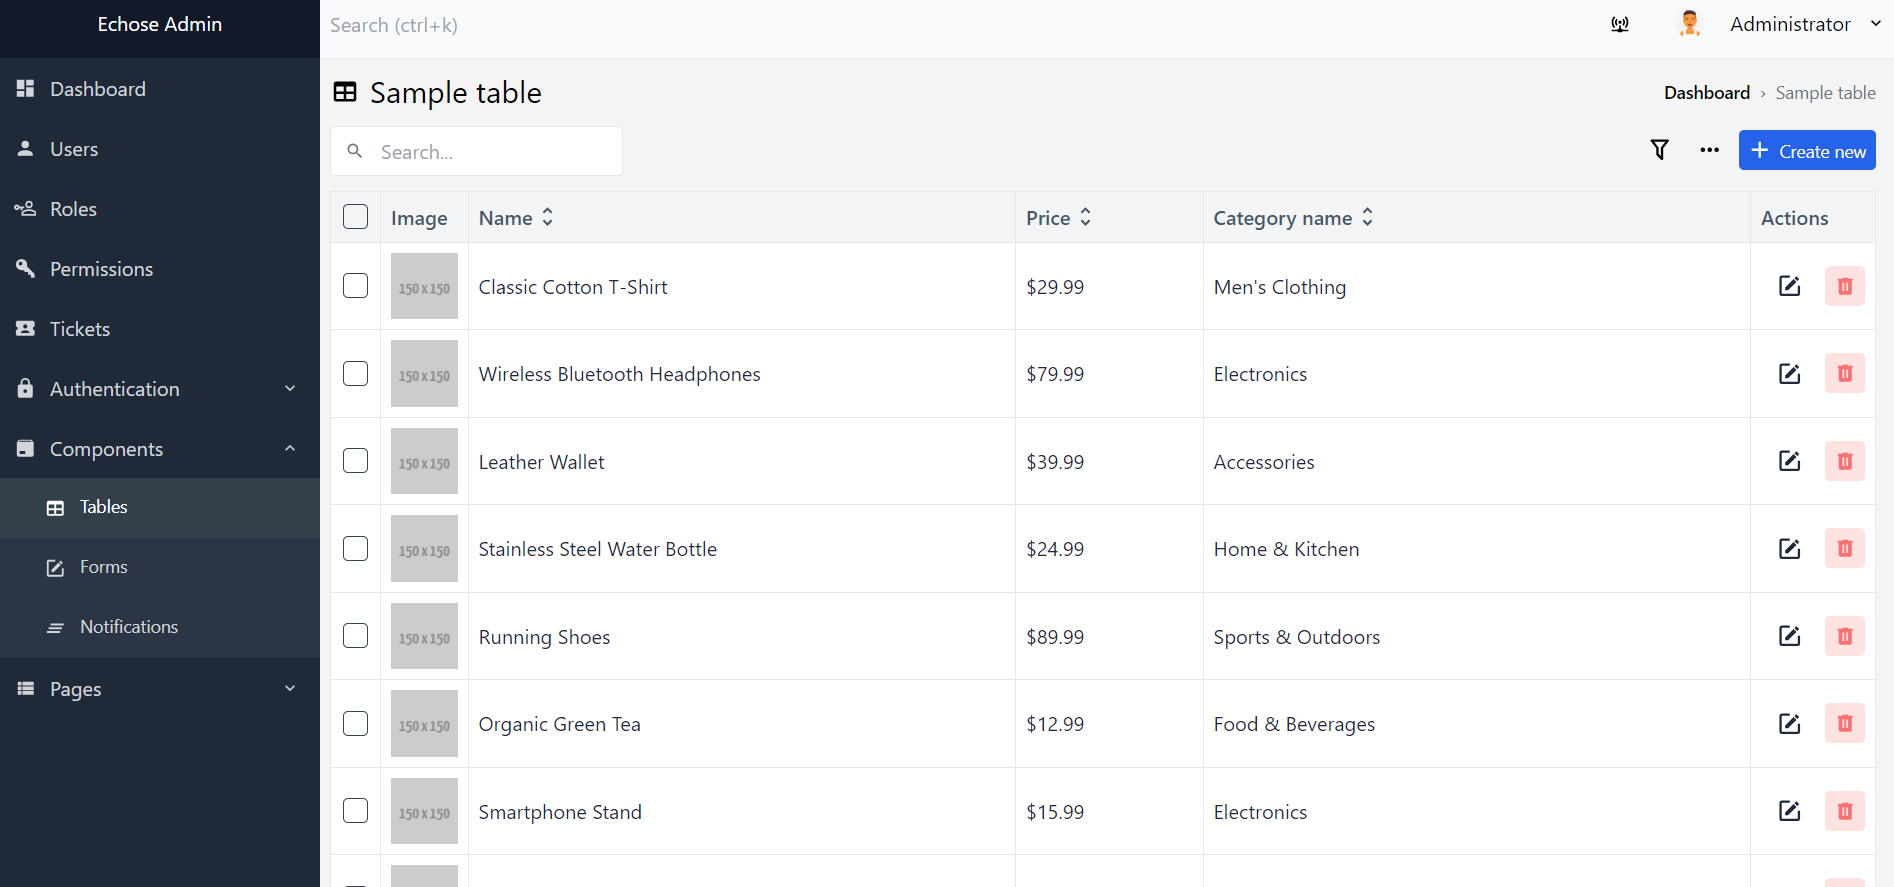 Echose Admin
Search (ctrl+k)
Administrator
Dashboard
Users
Roles
Permissions
Tickets
Authentication
Components
Tables
Forms
Notifications
Pages
Sample table
Dashboard › Sample table
Search...
Create new
Image Name Price Category name Actions
150x150 Classic Cotton T-Shirt $29.99 Men's Clothing
150x150 Wireless Bluetooth Headphones $79.99 Electronics
150x150 Leather Wallet $39.99 Accessories
150x150 Stainless Steel Water Bottle $24.99 Home & Kitchen
150x150 Running Shoes $89.99 Sports & Outdoors
150x150 Organic Green Tea $12.99 Food & Beverages
150x150 Smartphone Stand $15.99 Electronics